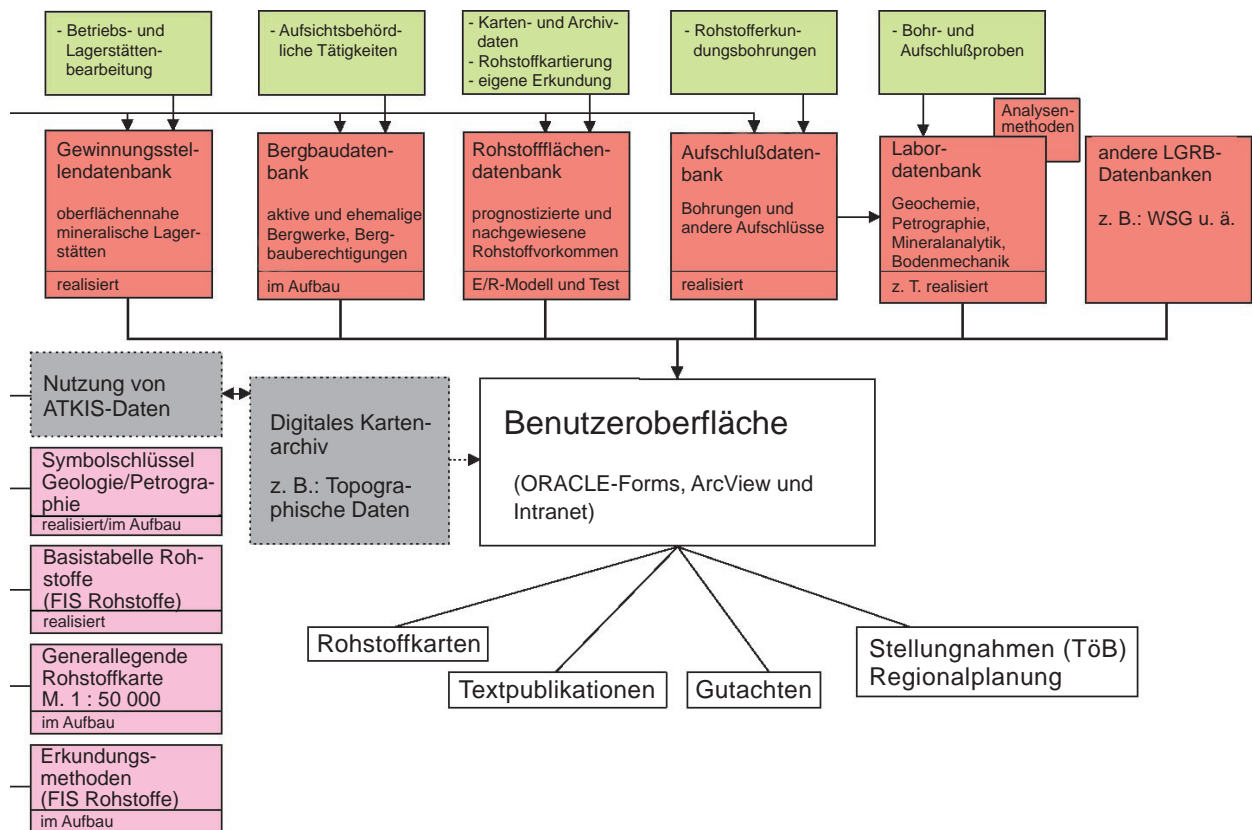 - Betriebs- und
Lagerstätten-
bearbeitung
- Aufsichtsbehörd-
liche Tätigkeiten
- Karten- und Archiv-
daten
- Rohstoffkartierung
- eigene Erkundung
- Rohstofferkun-
dungsbohrungen
- Bohr- und
Aufschlußproben
Analysen-
methoden
Gewinnungsstel-
lendatenbank
oberflächennahe
mineralische Lager-
stätten
realisiert
Bergbaudaten-
bank
aktive und ehemalige
Bergwerke, Berg-
bauberechtigungen
im Aufbau
Rohstoffflächen-
datenbank
prognostizierte und
nachgewiesene
Rohstoffvorkommen
E/R-Modell und Test
Aufschlußdaten-
bank
Bohrungen und
andere Aufschlüsse
realisiert
Labor-
datenbank
Geochemie,
Petrographie,
Mineralanalytik,
Bodenmechanik
z. T. realisiert
andere LGRB-
Datenbanken
z. B.: WSG u. ä.
Nutzung von
ATKIS-Daten
Digitales Karten-
archiv
z. B.: Topogra-
phische Daten
Benutzeroberfläche
(ORACLE-Forms, ArcView und
Intranet)
Symbolschlüssel
Geologie/Petrogra-
phie
realisiert/im Aufbau
Basistabelle Roh-
stoffe
(FIS Rohstoffe)
realisiert
Generallegende
Rohstoffkarte
M. 1 : 50 000
im Aufbau
Erkundungs-
methoden
(FIS Rohstoffe)
im Aufbau
Rohstoffkarten
Textpublikationen
Gutachten
Stellungnahmen (TöB)
Regionalplanung